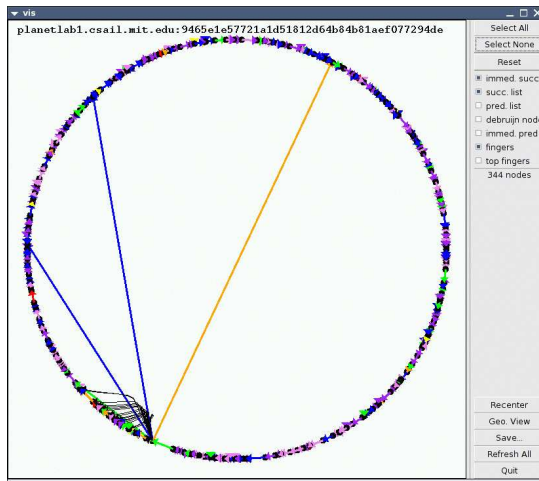 vis
planetlab1.csail.mit.edu:9465e1e57721a1d51812d64b84b81aef077294de
Select All
Select None
Reset
immed. succ
succ. list
pred. list
debruijn node
immed. pred
fingers
top fingers
344 nodes
Recenter
Geo. View
Save...
Refresh All
Quit